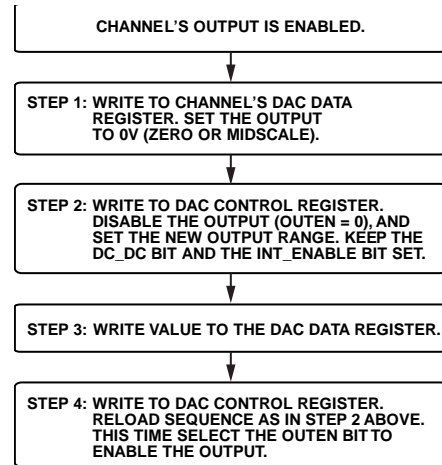 CHANNEL'S OUTPUT IS ENABLED.
STEP 1: WRITE TO CHANNEL'S DAC DATA
REGISTER. SET THE OUTPUT
TO 0V (ZERO OR MIDSCALE).
STEP 2: WRITE TO DAC CONTROL REGISTER.
DISABLE THE OUTPUT (OUTEN = 0), AND
SET THE NEW OUTPUT RANGE. KEEP THE
DC_DC BIT AND THE INT_ENABLE BIT SET.
STEP 3: WRITE VALUE TO THE DAC DATA REGISTER.
STEP 4: WRITE TO DAC CONTROL REGISTER.
RELOAD SEQUENCE AS IN STEP 2 ABOVE.
THIS TIME SELECT THE OUTEN BIT TO
ENABLE THE OUTPUT.